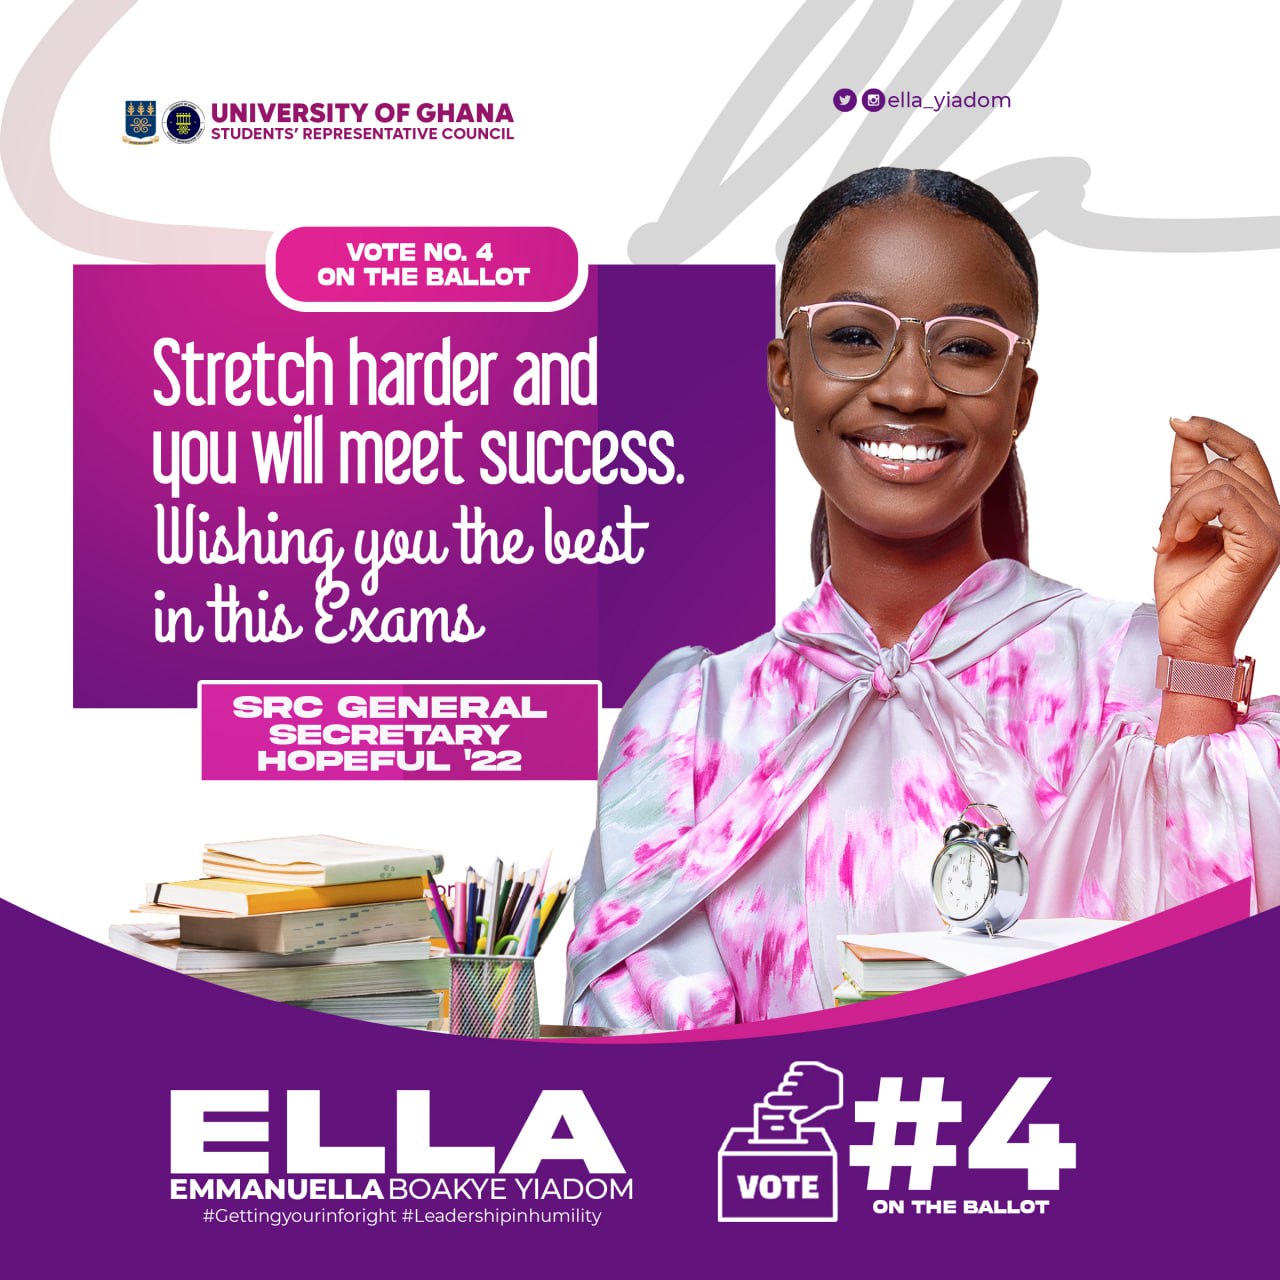 UNIVERSITY OF GHANA
STUDENTS' REPRESENTATIVE COUNCIL
ella_yiadom
Ella
VOTE NO. 4
ON THE BALLOT
Stretch harder and
you will meet success.
Wishing you the best
in this Exams
SRC GENERAL
SECRETARY
HOPEFUL '22
ELLA
EMMANUELLA BOAKYE YIADOM
#Gettingyourinforight #Leadershipinhumility
VOTE
#4
ON THE BALLOT